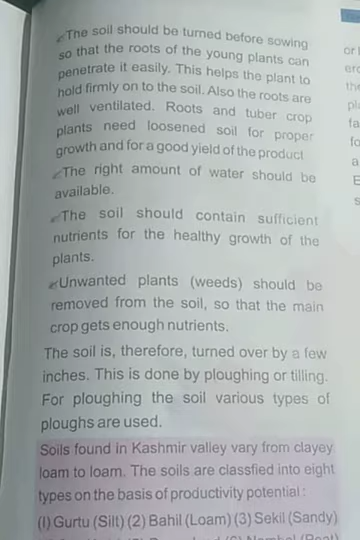 The soil should be turned before sowing
so that the roots of the young plants can
penetrate it easily. This helps the plant to
hold firmly on to the soil. Also the roots are
well ventilated. Roots and tuber crop
plants need loosened soil for proper
growth and for a good yield of the product
The right amount of water should be
available.
The soil should contain sufficient
nutrients for the healthy growth of the
plants.
Unwanted plants (weeds) should be
removed from the soil, so that the main
crop gets enough nutrients.
The soil is, therefore, turned over by a few
inches. This is done by ploughing or tilling.
For ploughing the soil various types of
ploughs are used.
Soils found in Kashmir valley vary from clayey
loam to loam. The soils are classfied into eight
types on the basis of productivity potential :
(I) Gurtu (Silt) (2) Bahil (Loam) (3) Sekil (Sandy)